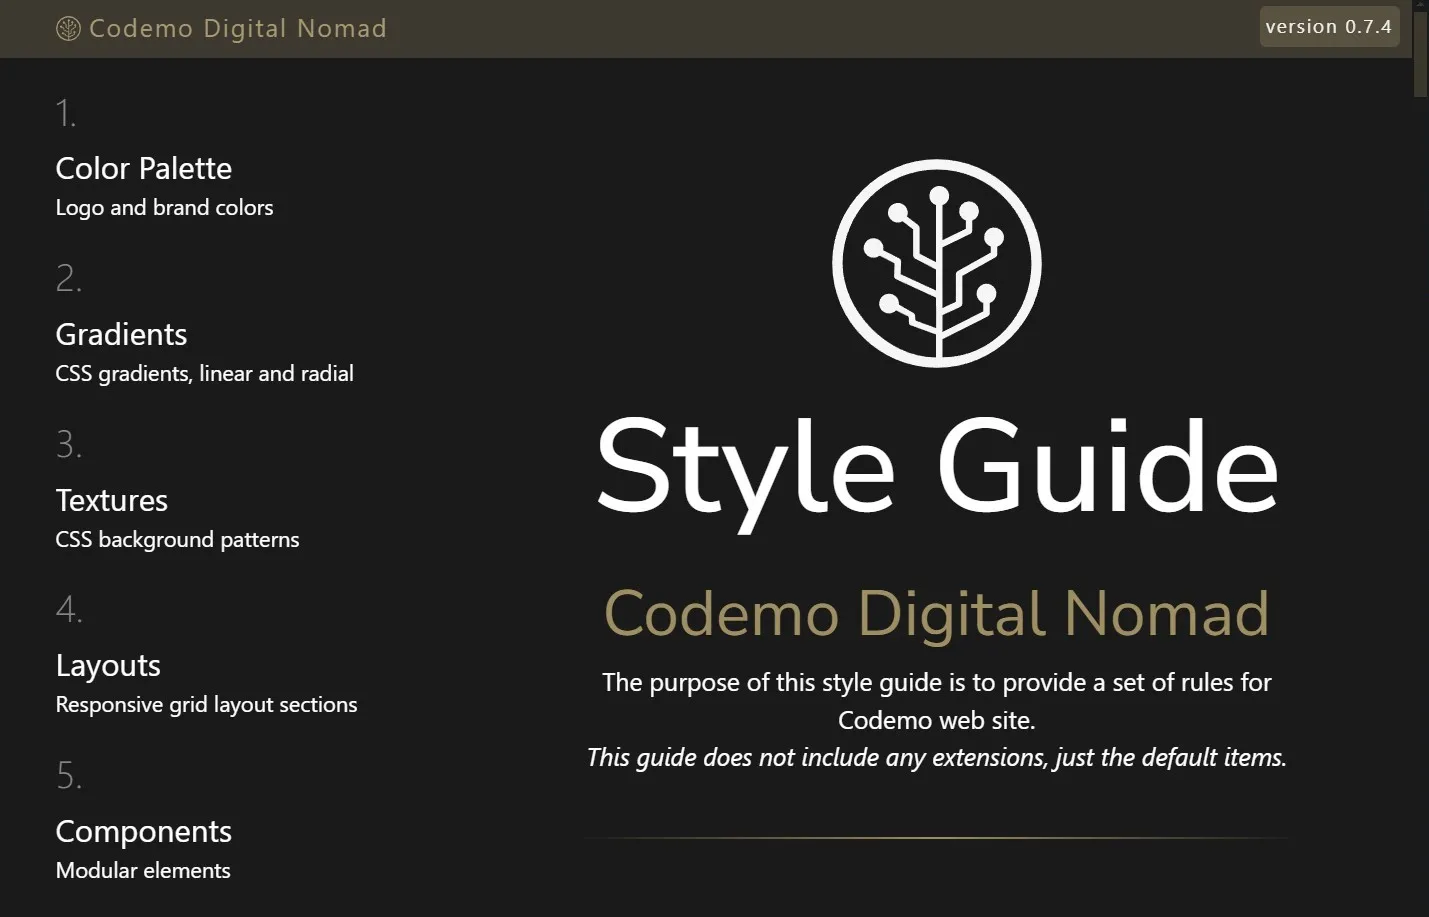 Codemo Digital Nomad
version 0.7.4
1.
Color Palette
Logo and brand colors
2.
Gradients
CSS gradients, linear and radial
3.
Textures
CSS background patterns
4.
Layouts
Responsive grid layout sections
5.
Components
Modular elements
Style Guide
Codemo Digital Nomad
The purpose of this style guide is to provide a set of rules for
Codemo web site.
This guide does not include any extensions, just the default items.